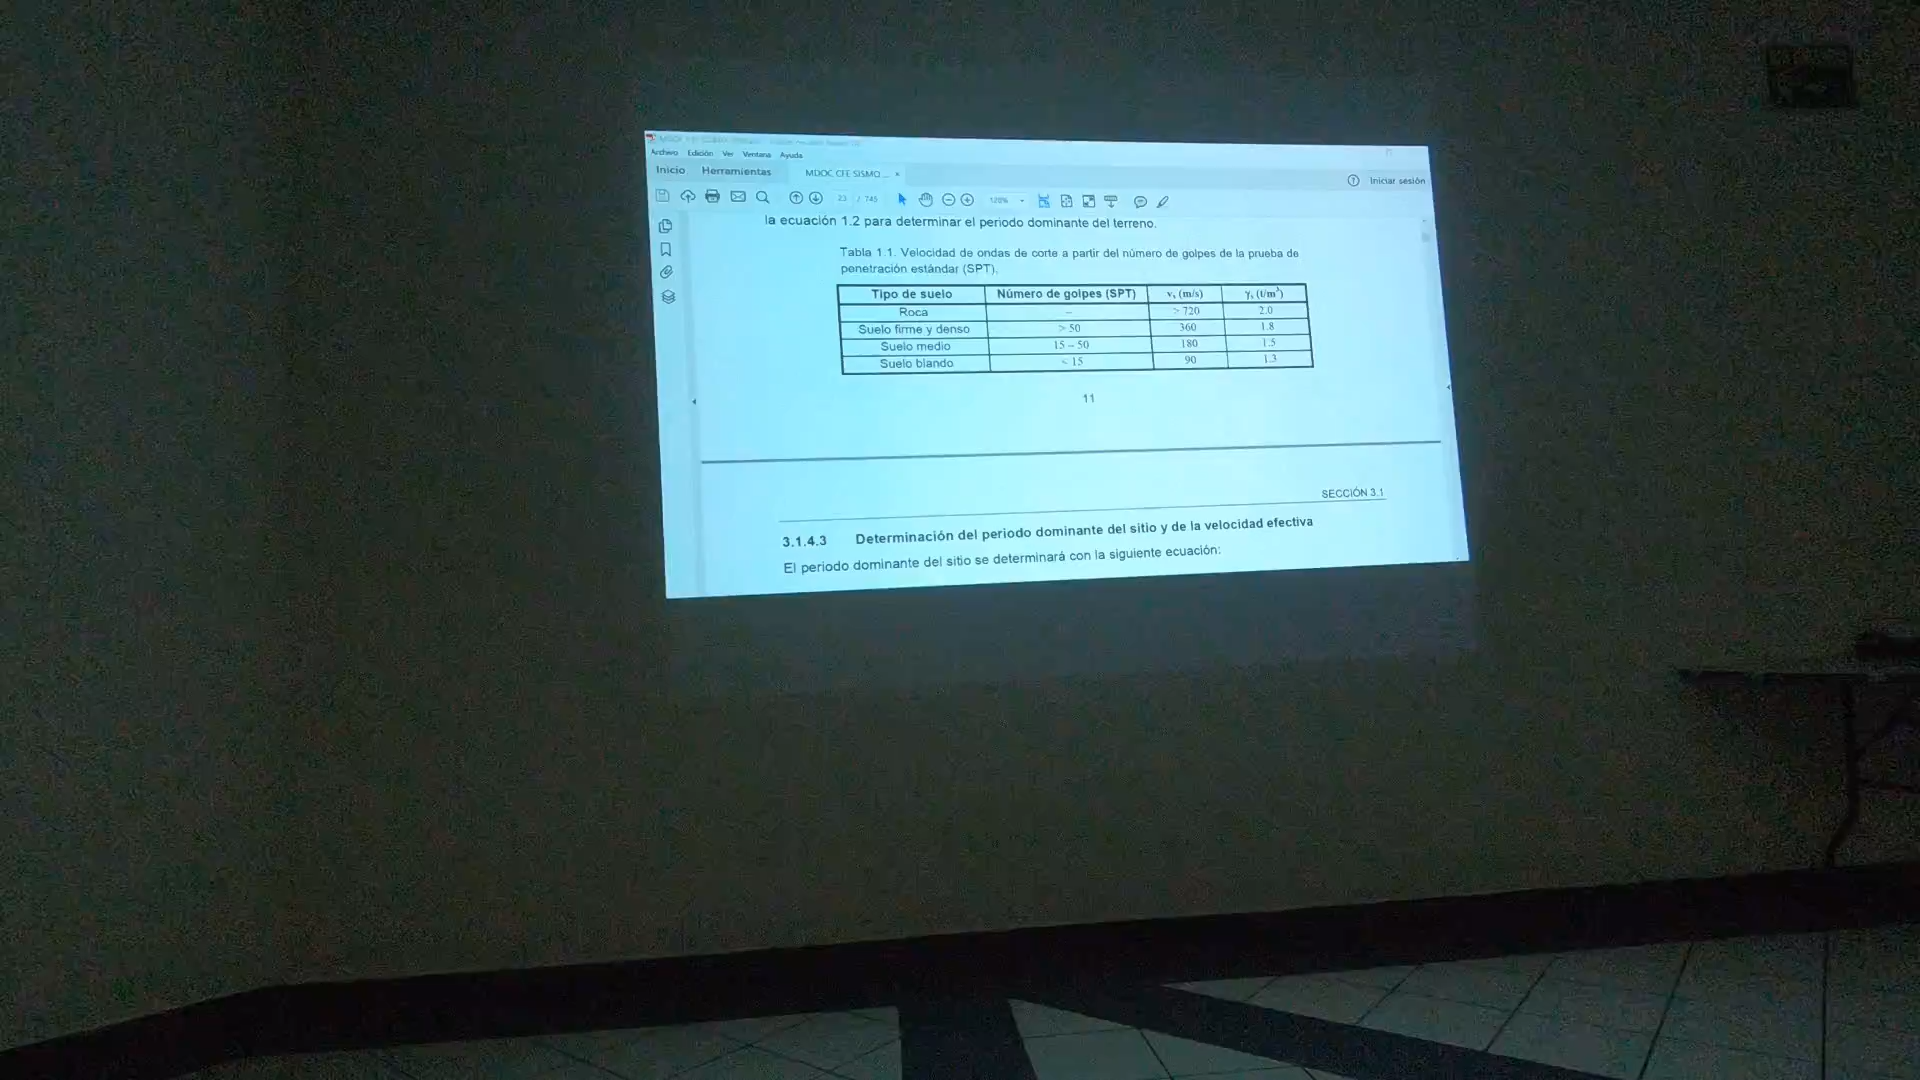 Archivo Edición Ver Ventana Ayuda
Inicio Herramientas MDOC CFE SISMO ... × Iniciar sesión
23 / 745 128%
la ecuación 1.2 para determinar el periodo dominante del terreno.
Tabla 1.1. Velocidad de ondas de corte a partir del número de golpes de la prueba de
penetración estándar (SPT).
Tipo de suelo Número de golpes (SPT) vₛ (m/s) γₛ (t/m³)
Roca – > 720 2.0
Suelo firme y denso > 50 360 1.8
Suelo medio 15 – 50 180 1.5
Suelo blando < 15 90 1.3
11
SECCIÓN 3.1
3.1.4.3 Determinación del periodo dominante del sitio y de la velocidad efectiva
El periodo dominante del sitio se determinará con la siguiente ecuación: